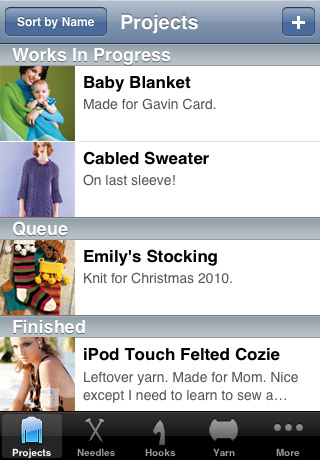 Sort by Name
Projects
+
Works In Progress
Baby Blanket
Made for Gavin Card.
Cabled Sweater
On last sleeve!
Queue
Emily's Stocking
Knit for Christmas 2010.
Finished
iPod Touch Felted Cozie
Leftover yarn. Made for Mom. Nice
except I need to learn to sew a…
Projects
Needles
Hooks
Yarn
More